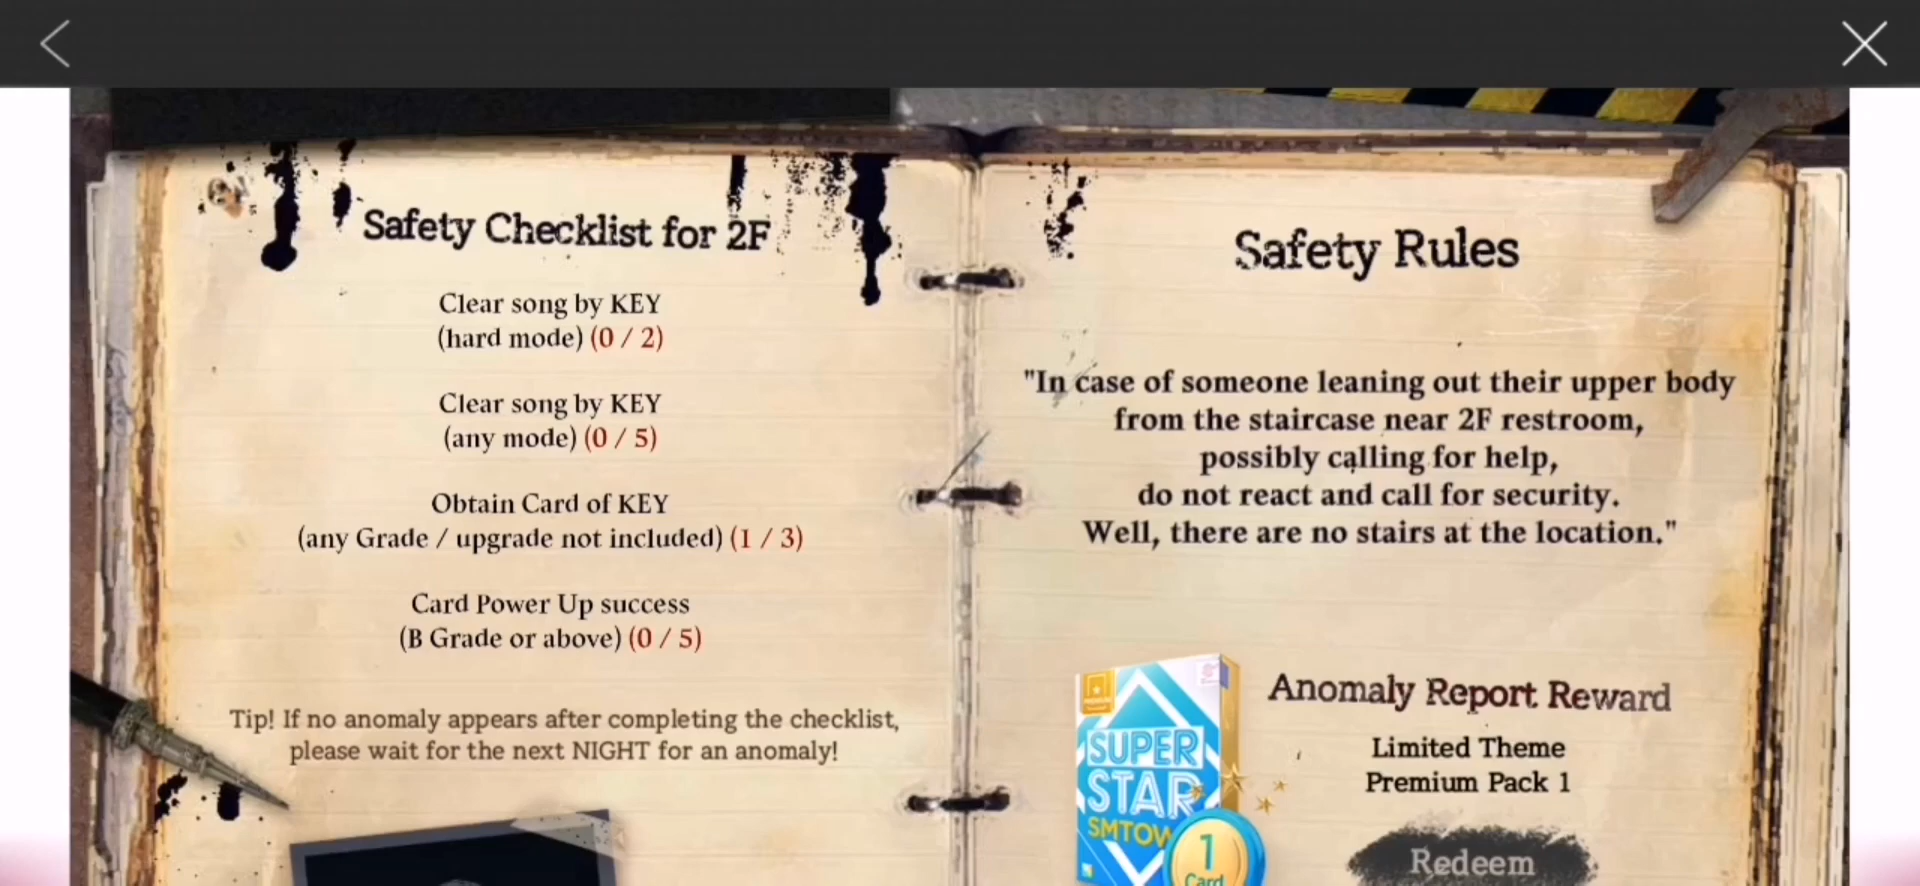 Safety Checklist for 2F
Clear song by KEY
(hard mode) (0 / 2)
Clear song by KEY
(any mode) (0 / 5)
Obtain Card of KEY
(any Grade / upgrade not included) (1 / 3)
Card Power Up success
(B Grade or above) (0 / 5)
Tip! If no anomaly appears after completing the checklist,
please wait for the next NIGHT for an anomaly!
Safety Rules
"In case of someone leaning out their upper body
from the staircase near 2F restroom,
possibly calling for help,
do not react and call for security.
Well, there are no stairs at the location."
Anomaly Report Reward
Limited Theme
Premium Pack 1
Redeem
SUPER
STAR
SMTOW
1
Card